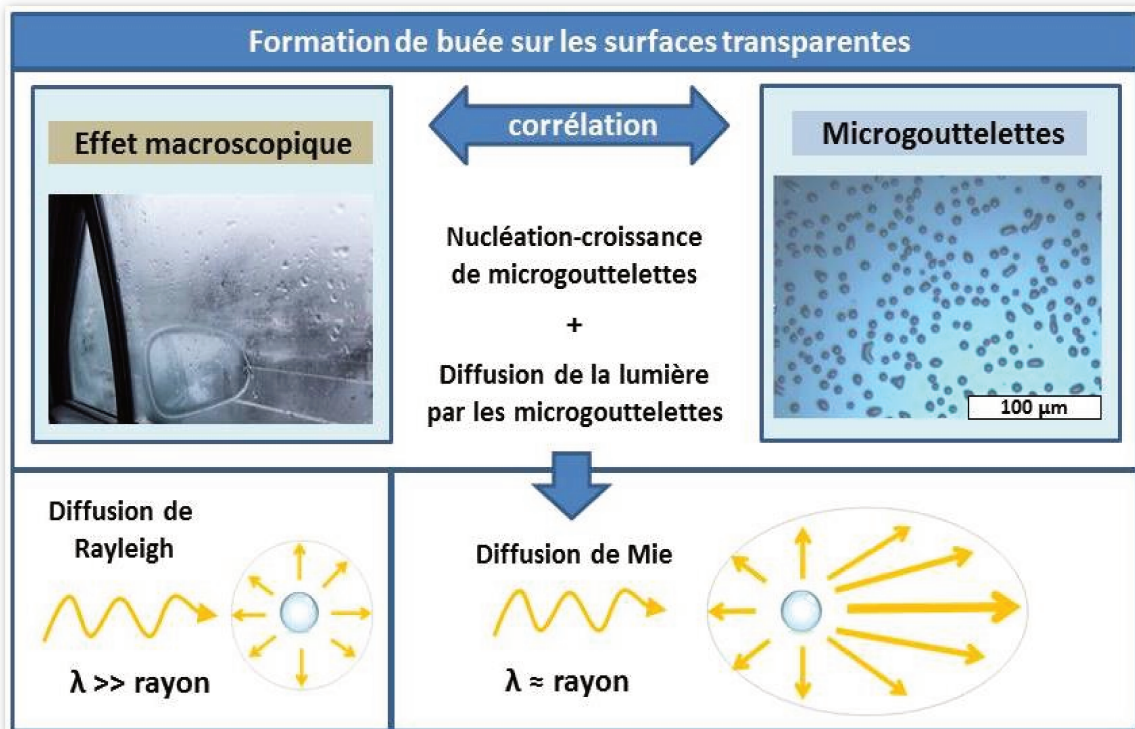 Formation de buée sur les surfaces transparentes
Effet macroscopique
corrélation
Microgouttelettes
Nucléation-croissance
de microgouttelettes
+
Diffusion de la lumière
par les microgouttelettes
100 µm
Diffusion de
Rayleigh
λ >> rayon
Diffusion de Mie
λ ≈ rayon